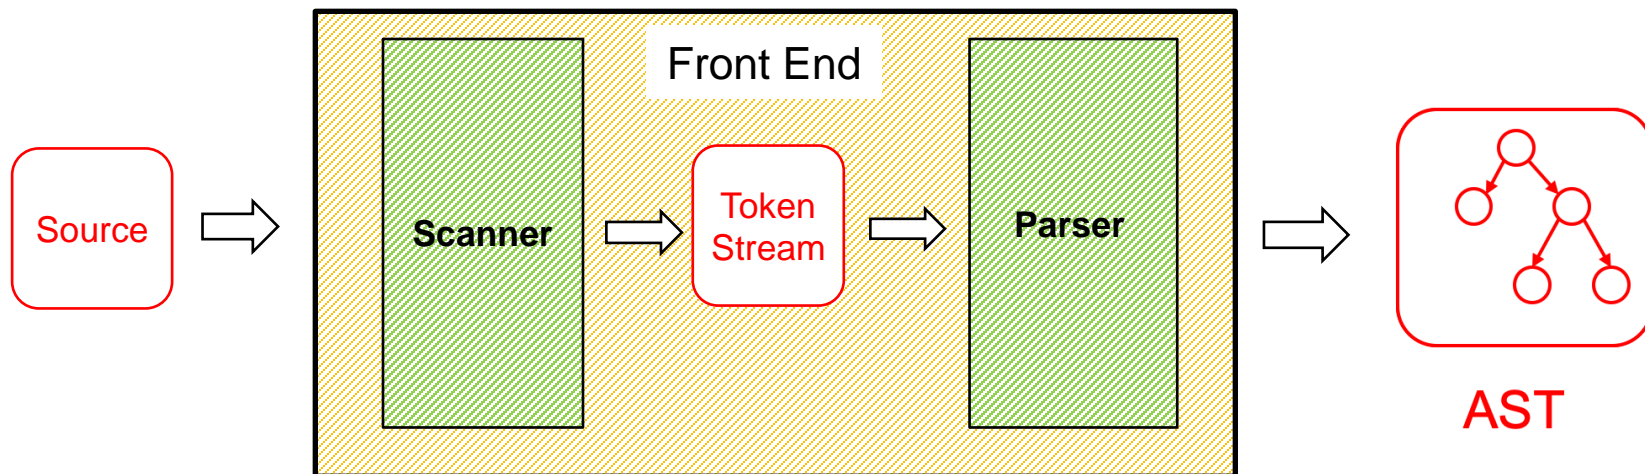 Front End
Source
Scanner
Token
Stream
Parser
AST